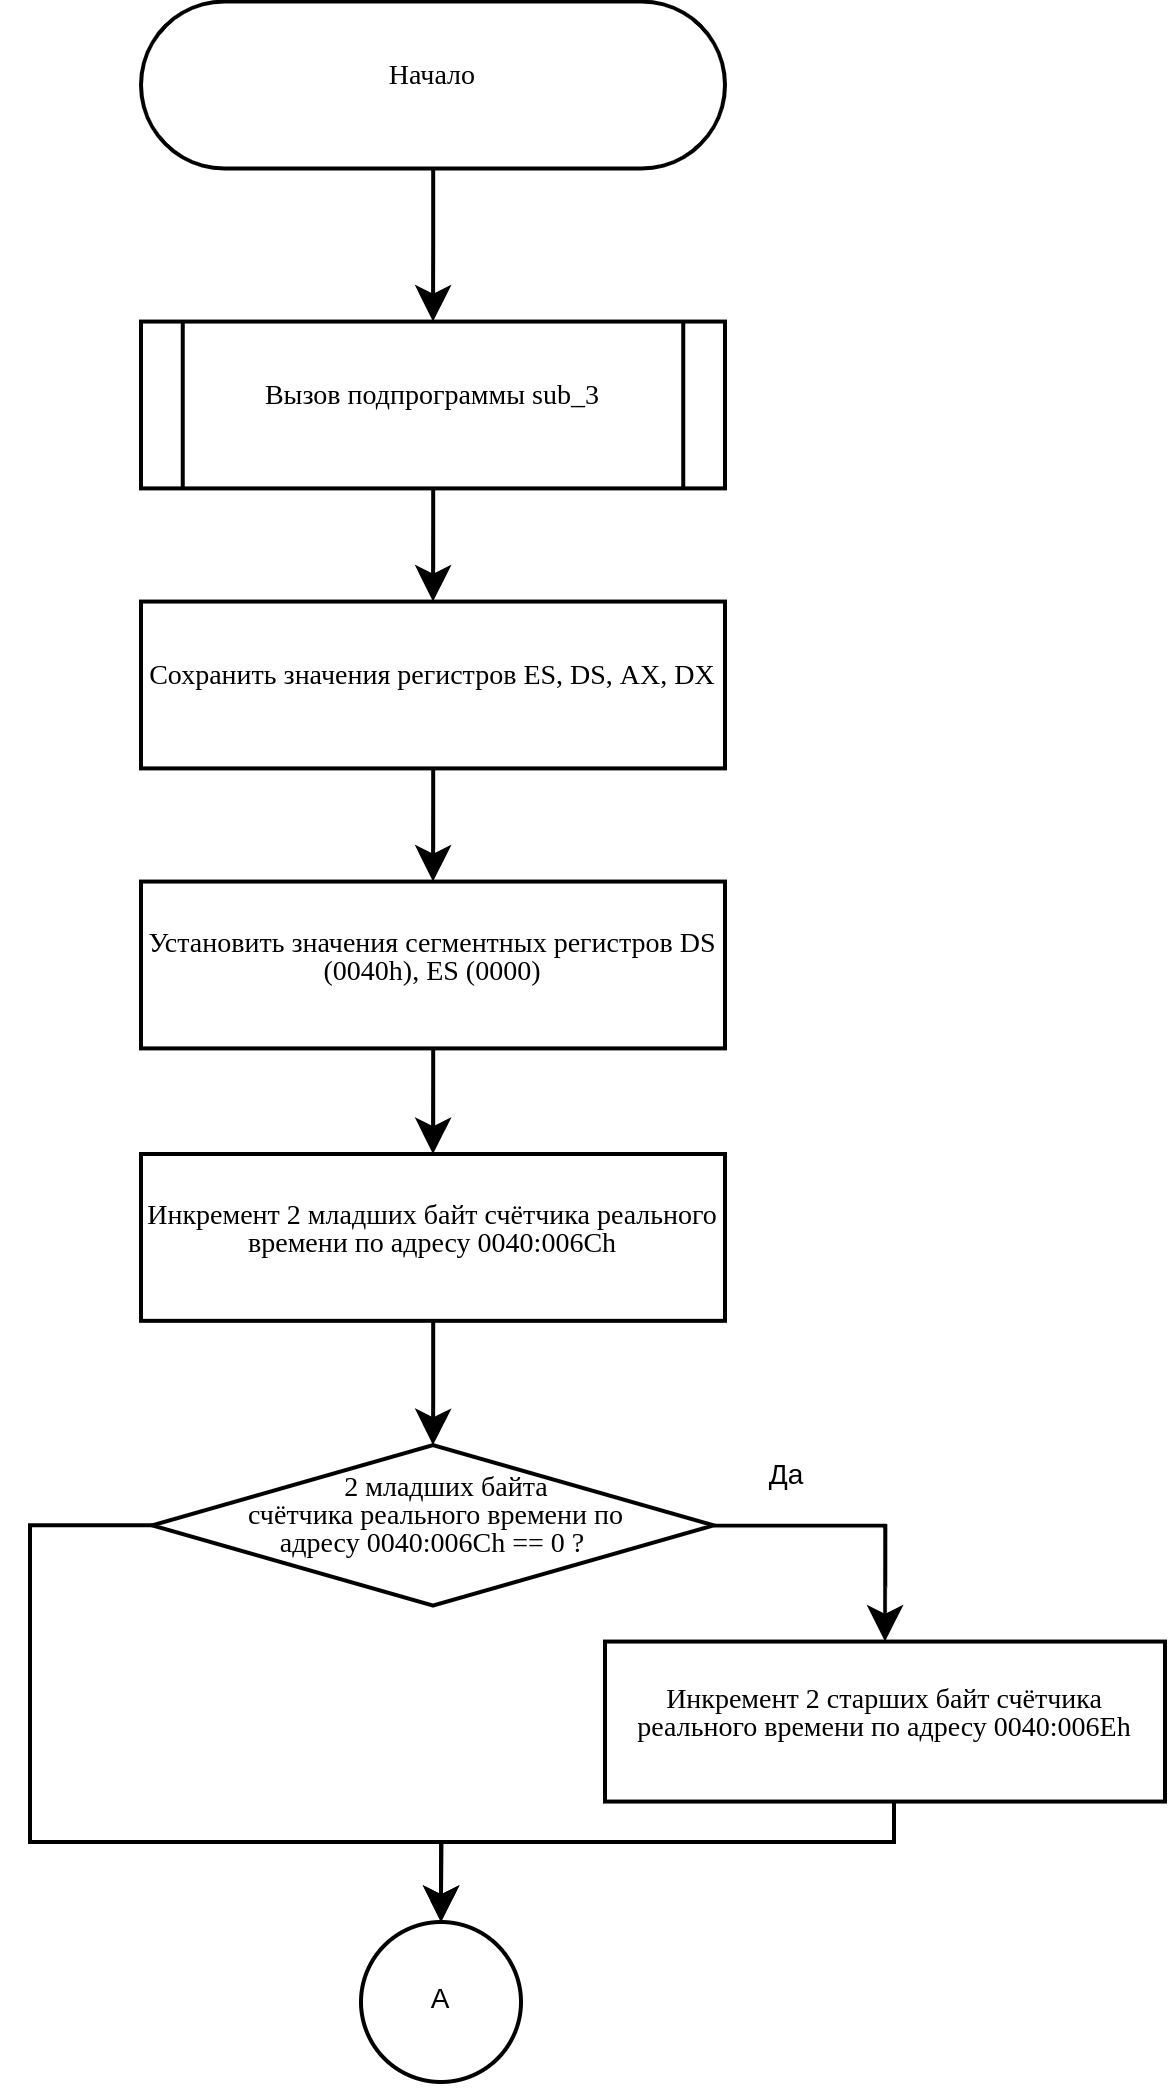 Начало
Вызов подпрограммы sub_3
Сохранить значения регистров ES, DS, AX, DX
Установить значения сегментных регистров DS
(0040h), ES (0000)
Инкремент 2 младших байт счётчика реального
времени по адресу 0040:006Ch
2 младших байта
счётчика реального времени по
адресу 0040:006Ch == 0 ?
Да
Инкремент 2 старших байт счётчика
реального времени по адресу 0040:006Eh
А